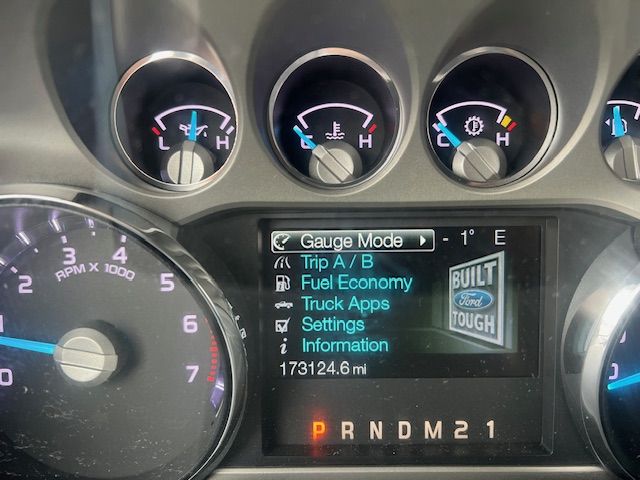 L H
C H
C H
Gauge Mode - 1° E
Trip A / B
Fuel Economy
Truck Apps
Settings
Information
173124.6 mi
BUILT
Ford
TOUGH
P R N D M 2 1
RPM X 1000
0 1 2 3 4 5 6 7